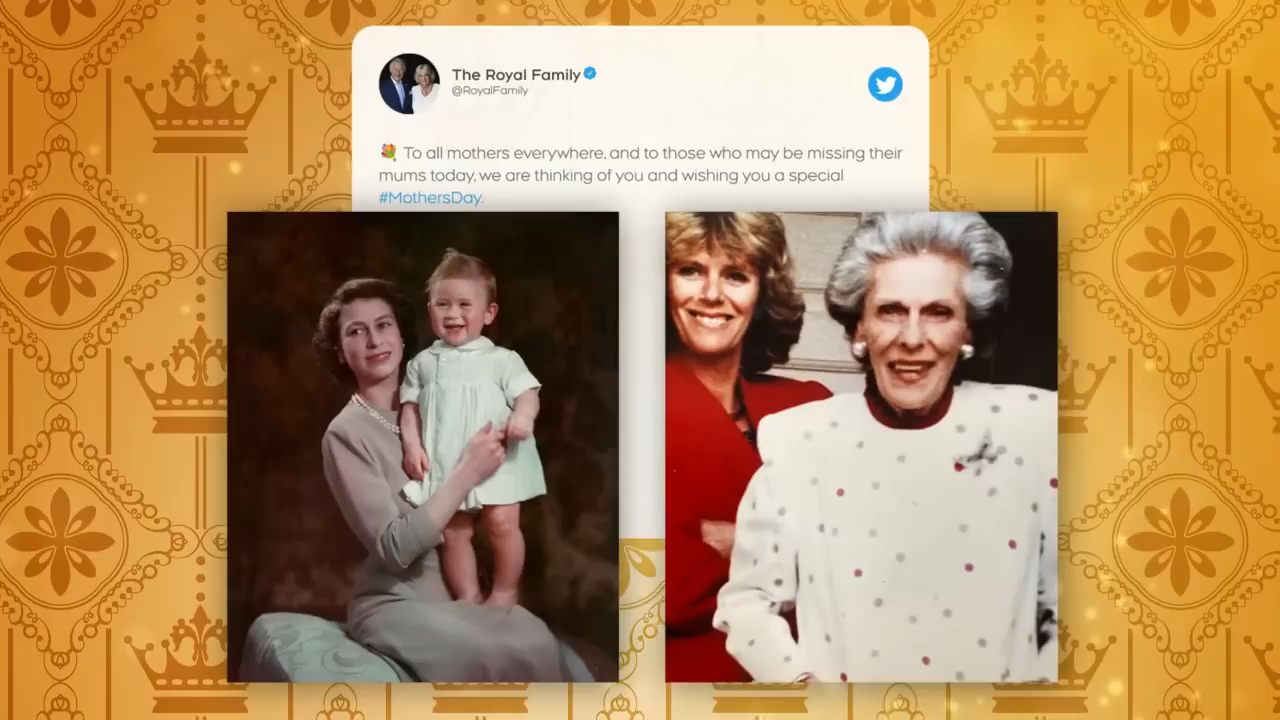 The Royal Family
@RoyalFamily
💐 To all mothers everywhere, and to those who may be missing their
mums today, we are thinking of you and wishing you a special
#MothersDay.